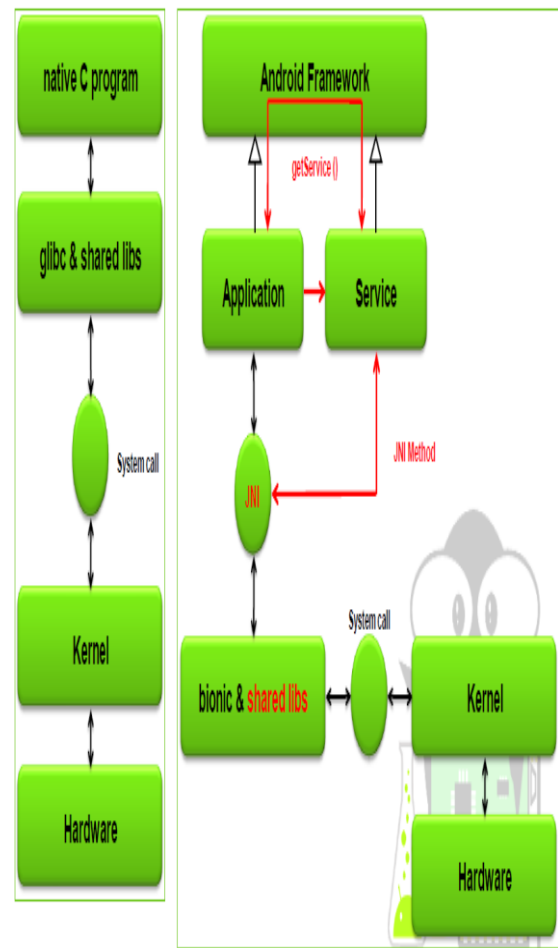 native C program
glibc & shared libs
System call
Kernel
Hardware
Android Framework
getService ()
Application
Service
JNI Method
JNI
System call
bionic & shared libs
Kernel
Hardware